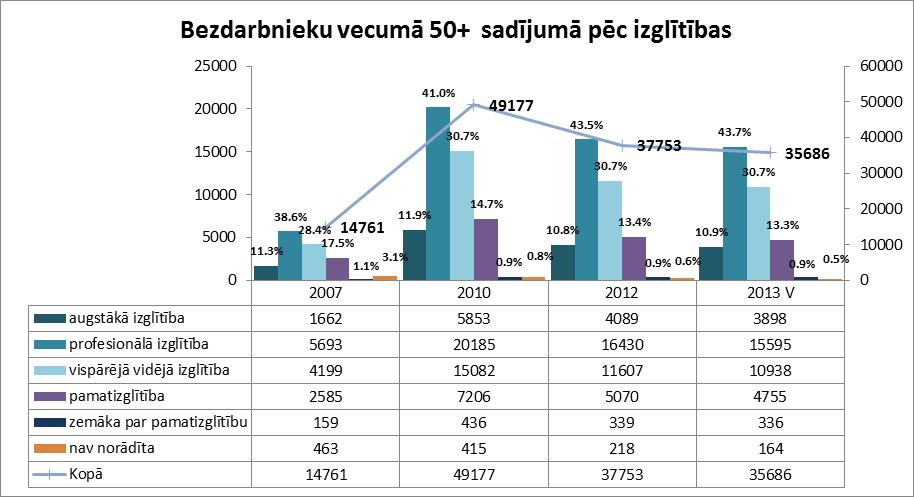 Bezdarbnieku vecumā 50+ sadījumā pēc izglītības
25000 60000
20000 50000
15000 40000
10000 30000
5000 20000
0 10000
0
11.3% 38.6% 28.4% 17.5% 1.1% 3.1% 14761
11.9% 41.0% 30.7% 14.7% 0.9% 0.8% 49177
10.8% 43.5% 30.7% 13.4% 0.9% 0.6% 37753
10.9% 43.7% 30.7% 13.3% 0.9% 0.5% 35686
2007 2010 2012 2013 V
augstākā izglītība 1662 5853 4089 3898
profesionālā izglītība 5693 20185 16430 15595
vispārējā vidējā izglītība 4199 15082 11607 10938
pamatizglītība 2585 7206 5070 4755
zemāka par pamatizglītību 159 436 339 336
nav norādīta 463 415 218 164
Kopā 14761 49177 37753 35686